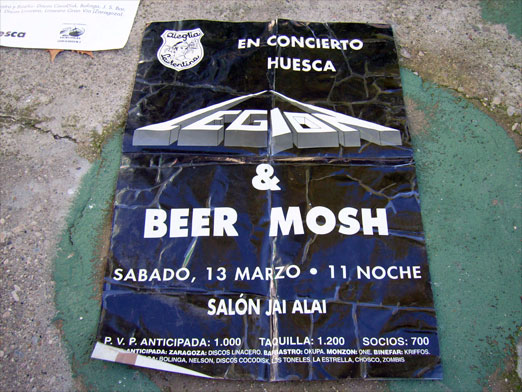 Alegría
Laurentina
EN CONCIERTO
HUESCA
LEGION
&
BEER MOSH
SABADO, 13 MARZO • 11 NOCHE
SALÓN JAI ALAI
P. V. P. ANTICIPADA: 1.000 TAQUILLA: 1.200 SOCIOS: 700
ANTICIPADA: ZARAGOZA: DISCOS LINACERO, BARBASTRO: OKUPA. MONZON: ONE. BINEFAR: KRIFFOS.
BOLINGA, NELSON, DISCOS COCODISK, LOS TONELES, LA ESTRELLA, CHOSCO, ZOMBIS